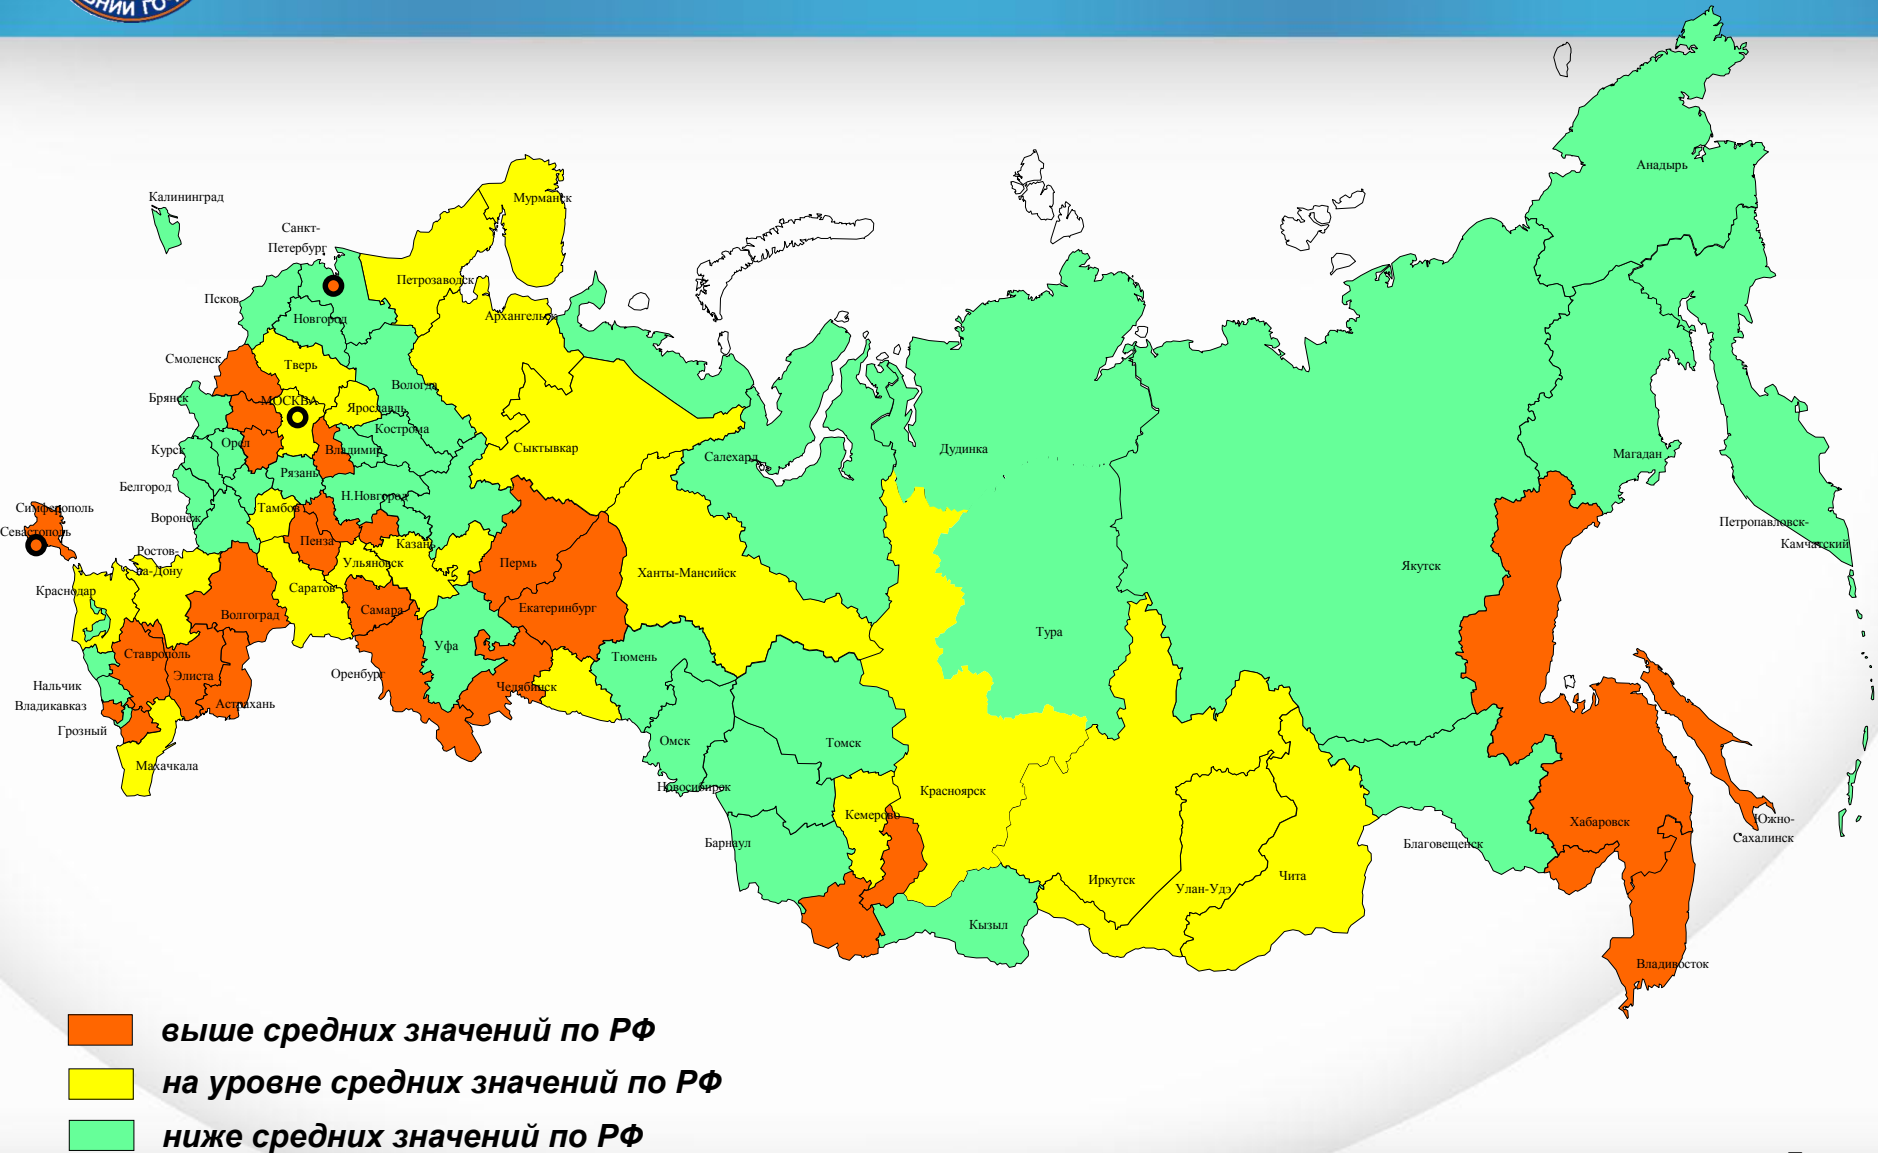 Анадырь
Мурманск
Калининград
Санкт-
Петербург
Петрозаводск
Псков
Новгород
Архангельск
Смоленск
Тверь
Вологда
Брянск
МОСКВА
Ярославль
Кострома
Орел
Курск
Владимир
Сыктывкар
Салехард
Дудинка
Магадан
Рязань
Белгород
Н.Новгород
Симферополь
Тамбов
Воронеж
Петропавловск-
Камчатский
Севастополь
Пенза
Казань
Ростов-
на-Дону
Ульяновск
Пермь
Ханты-Мансийск
Якутск
Краснодар
Саратов
Самара
Екатеринбург
Волгоград
Тура
Уфа
Ставрополь
Тюмень
Элиста
Оренбург
Нальчик
Челябинск
Владикавказ
Астрахань
Грозный
Омск
Томск
Махачкала
Новосибирск
Красноярск
Кемерово
Хабаровск
Южно-
Сахалинск
Барнаул
Благовещенск
Иркутск
Улан-Удэ
Чита
Кызыл
Владивосток
выше средних значений по РФ
на уровне средних значений по РФ
ниже средних значений по РФ